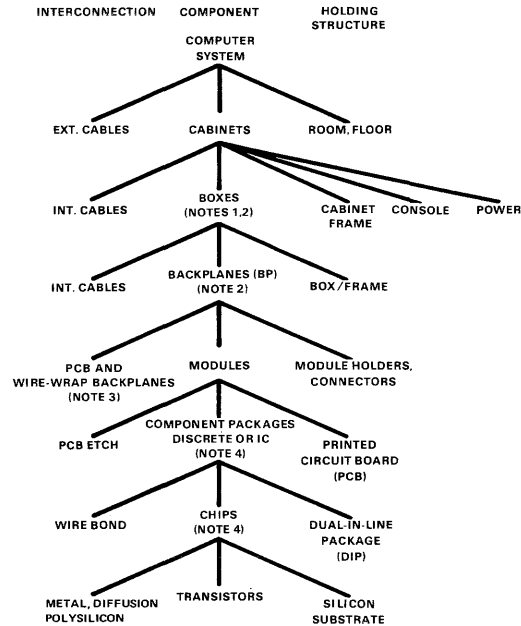 INTERCONNECTION COMPONENT HOLDING
STRUCTURE
COMPUTER
SYSTEM
EXT. CABLES CABINETS ROOM, FLOOR
INT. CABLES BOXES
(NOTES 1,2) CABINET
FRAME CONSOLE POWER
INT. CABLES BACKPLANES (BP)
(NOTE 2) BOX/FRAME
PCB AND
WIRE-WRAP BACKPLANES
(NOTE 3) MODULES MODULE HOLDERS,
CONNECTORS
PCB ETCH COMPONENT PACKAGES
DISCRETE OR IC
(NOTE 4) PRINTED
CIRCUIT BOARD
(PCB)
WIRE BOND CHIPS
(NOTE 4) DUAL-IN-LINE
PACKAGE
(DIP)
METAL, DIFFUSION
POLYSILICON TRANSISTORS SILICON
SUBSTRATE